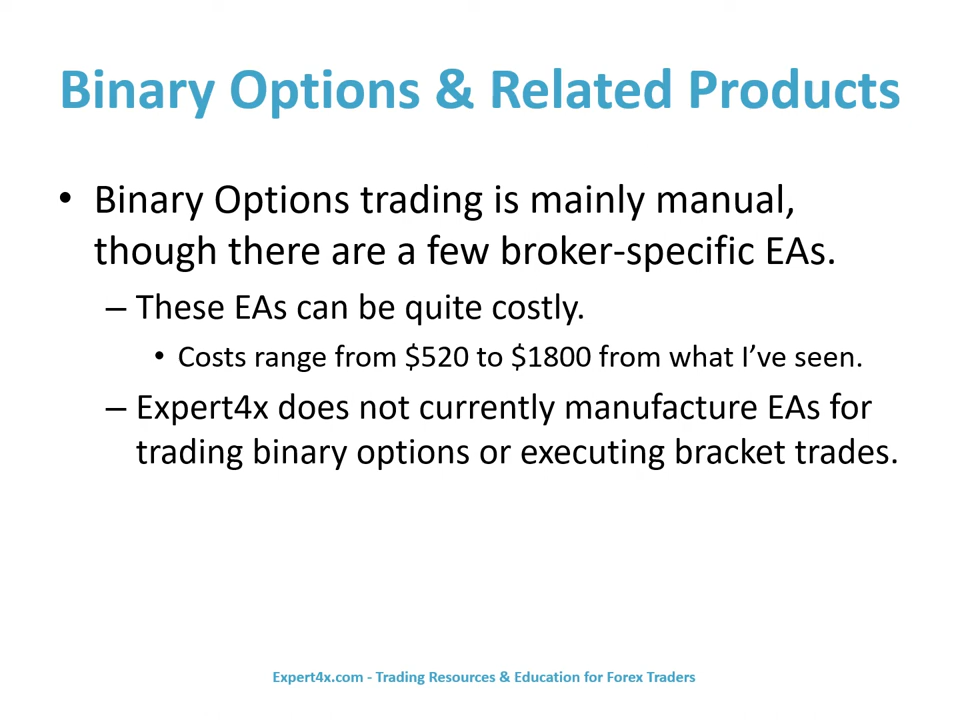 Binary Options & Related Products
• Binary Options trading is mainly manual,
though there are a few broker-specific EAs.
– These EAs can be quite costly.
• Costs range from $520 to $1800 from what I’ve seen.
– Expert4x does not currently manufacture EAs for
trading binary options or executing bracket trades.
Expert4x.com - Trading Resources & Education for Forex Traders